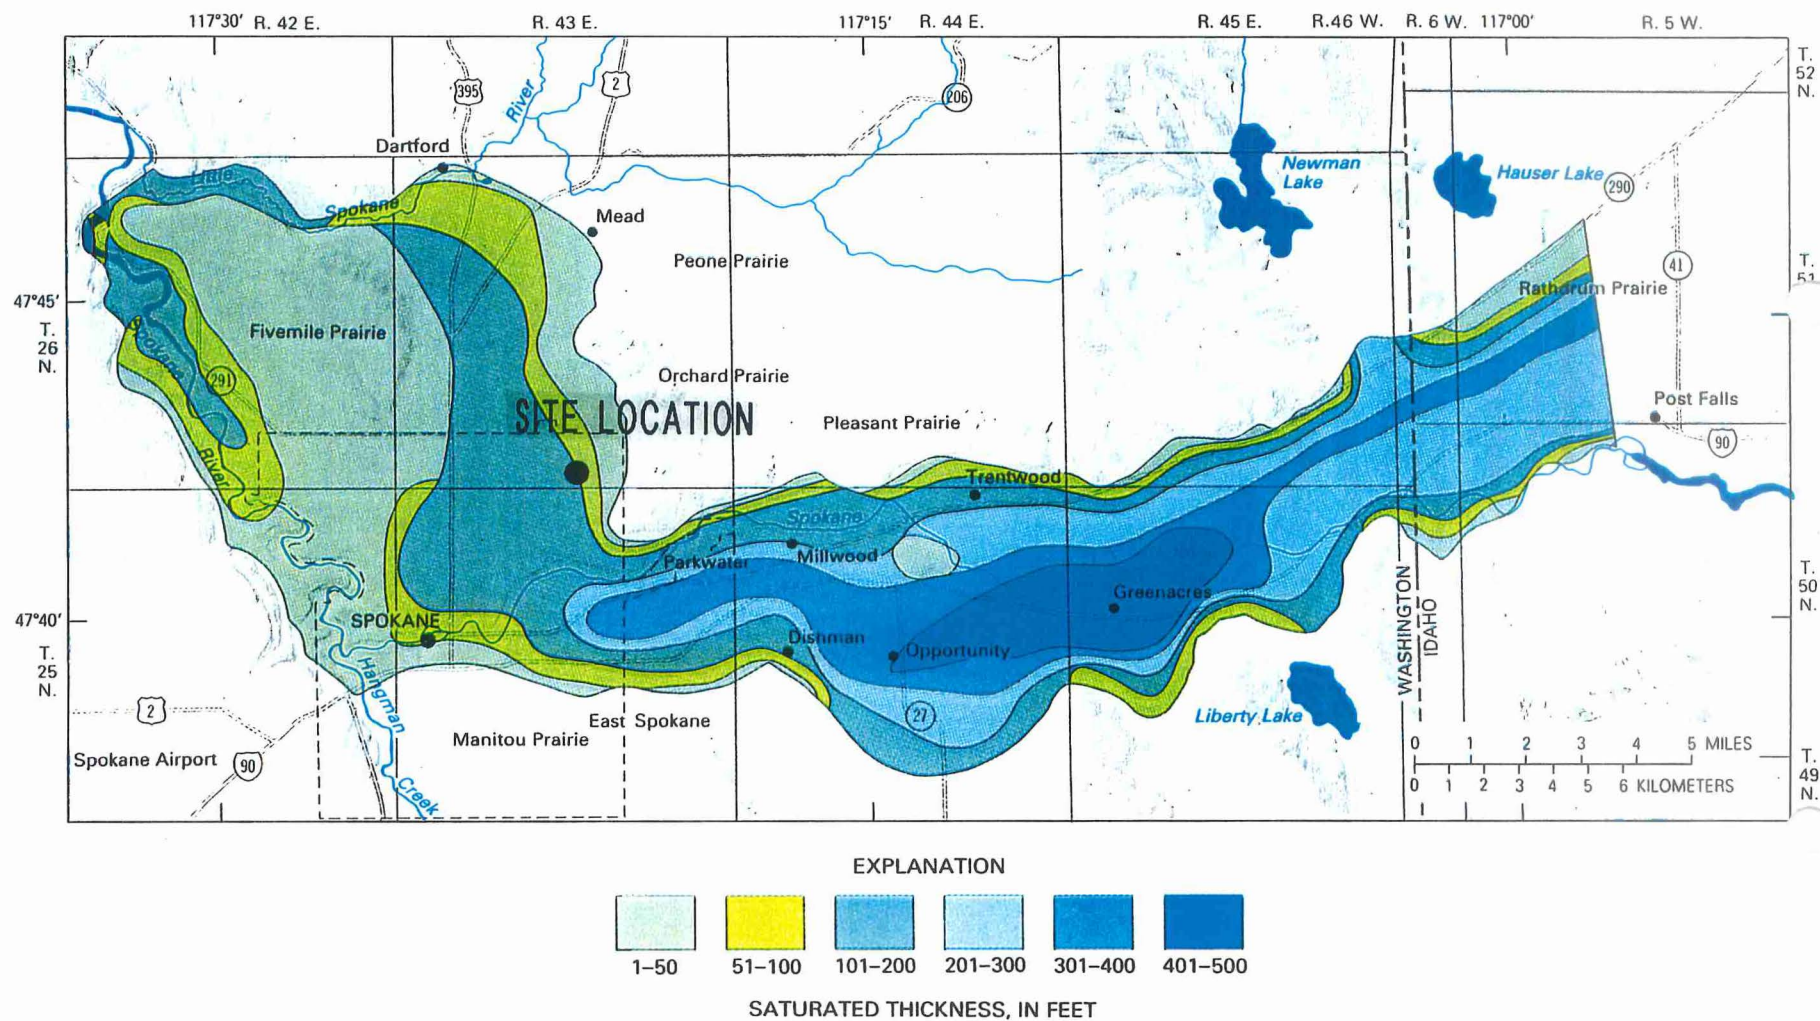 117°30′ R. 42 E. R. 43 E. 117°15′ R. 44 E. R. 45 E. R.46 W. R. 6 W. 117°00′ R. 5 W.
T.
52
N.
395
River
2
206
Dartford
Little
Spokane
Mead
Newman
Lake
Hauser Lake
290
Peone Prairie
41
T.
51
Rathdrum Prairie
47°45′
T.
26
N.
Fivemile Prairie
Spokane
291
Orchard Prairie
SITE LOCATION
Pleasant Prairie
Post Falls
90
River
Trentwood
Spokane
Parkwater
Millwood
T.
50
N.
Greenacres
47°40′
SPOKANE
Dishman
Opportunity
WASHINGTON
IDAHO
T.
25
N.
Hangman
Creek
2
27
Liberty Lake
East Spokane
Manitou Prairie
Spokane Airport
90
0 1 2 3 4 5 MILES
0 1 2 3 4 5 6 KILOMETERS
T.
49
N.
EXPLANATION
1–50 51–100 101–200 201–300 301–400 401–500
SATURATED THICKNESS, IN FEET